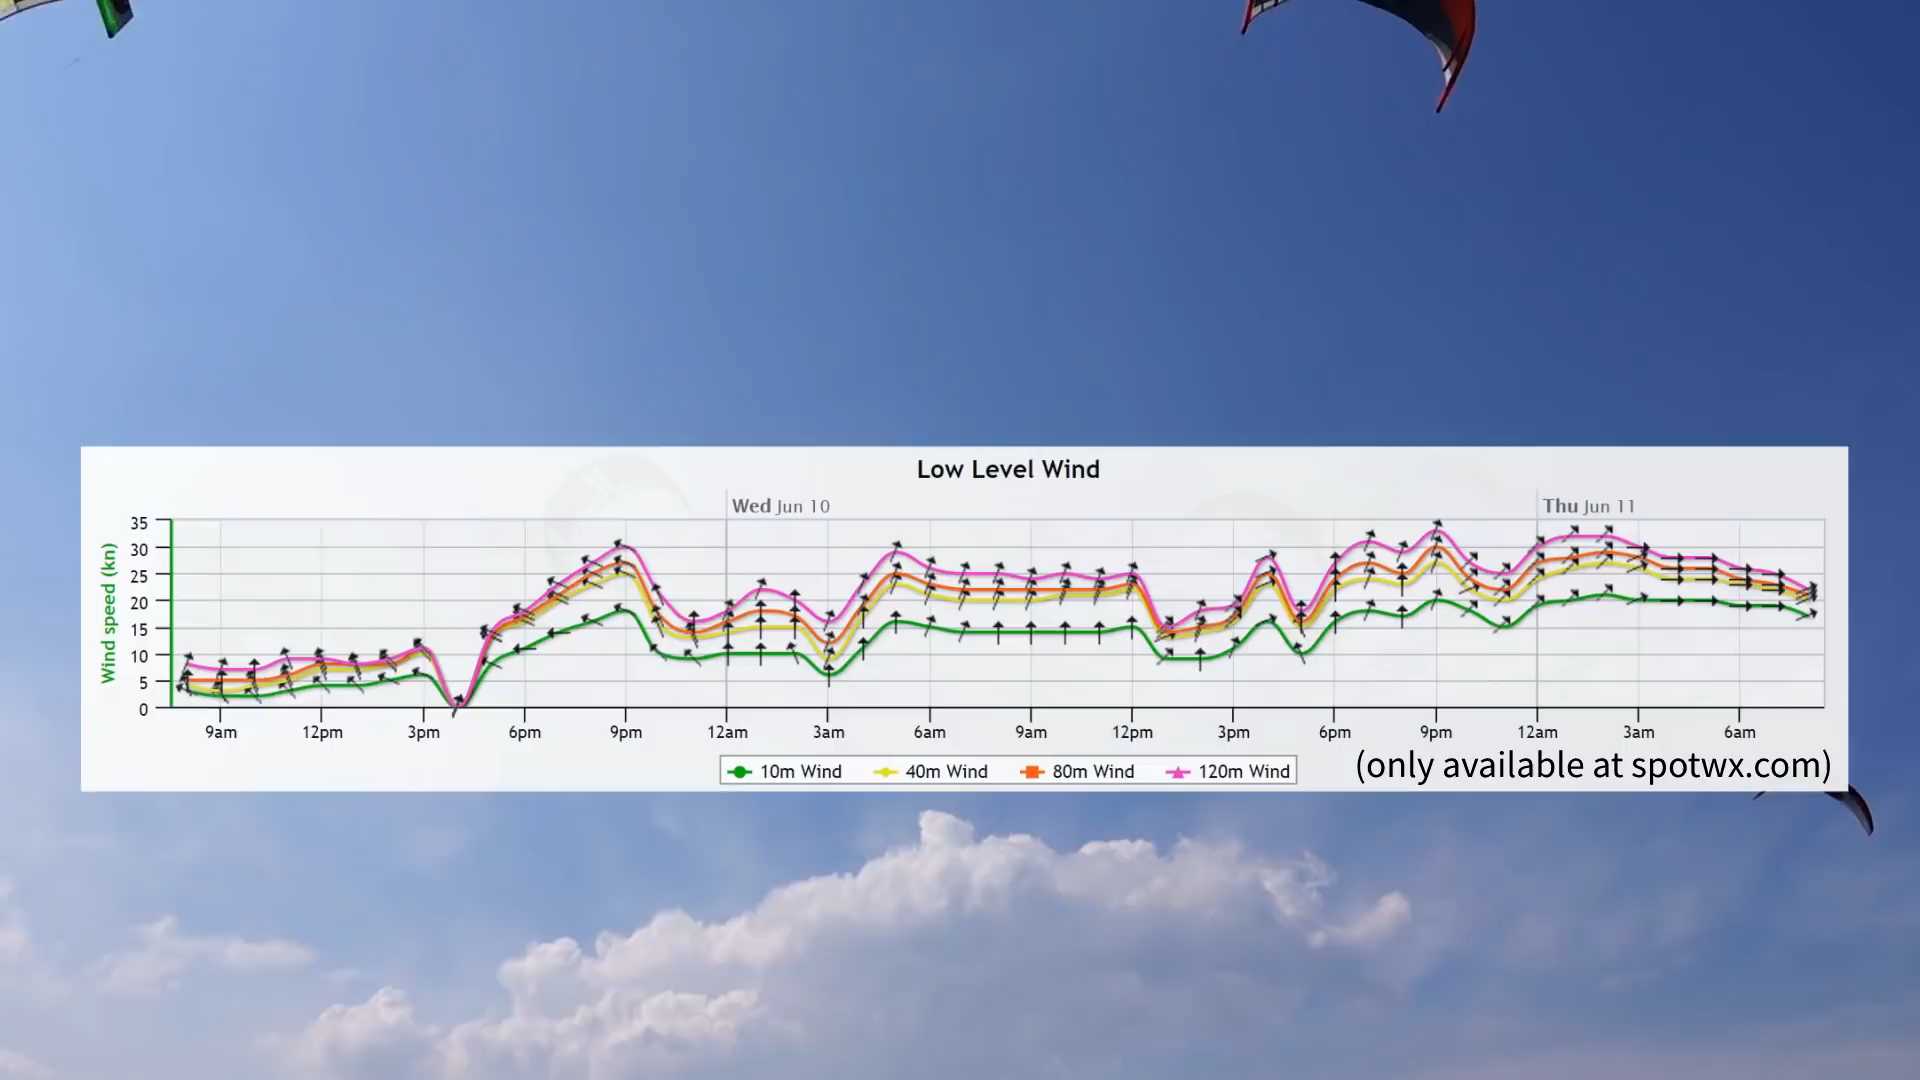 Low Level Wind
Wed Jun 10
Thu Jun 11
Wind speed (kn)
35
30
25
20
15
10
5
0
9am 12pm 3pm 6pm 9pm 12am 3am 6am 9am 12pm 3pm 6pm 9pm 12am 3am 6am
10m Wind 40m Wind 80m Wind 120m Wind
(only available at spotwx.com)